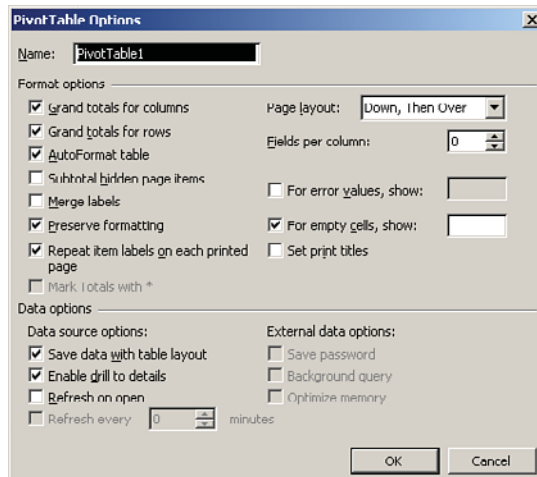 PivotTable Options
Name: PivotTable1
Format options
Grand totals for columns
Grand totals for rows
AutoFormat table
Subtotal hidden page items
Merge labels
Preserve formatting
Repeat item labels on each printed
page
Mark Totals with *
Page layout: Down, Then Over
Fields per column: 0
For error values, show:
For empty cells, show:
Set print titles
Data options
Data source options:
Save data with table layout
Enable drill to details
Refresh on open
Refresh every 0 minutes
External data options:
Save password
Background query
Optimize memory
OK Cancel